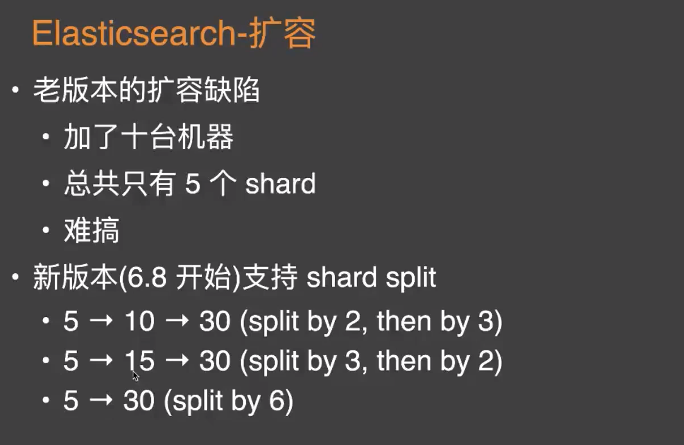 Elasticsearch-扩容
• 老版本的扩容缺陷
• 加了十台机器
• 总共只有 5 个 shard
• 难搞
• 新版本(6.8 开始)支持 shard split
• 5 → 10 → 30 (split by 2, then by 3)
• 5 → 15 → 30 (split by 3, then by 2)
• 5 → 30 (split by 6)